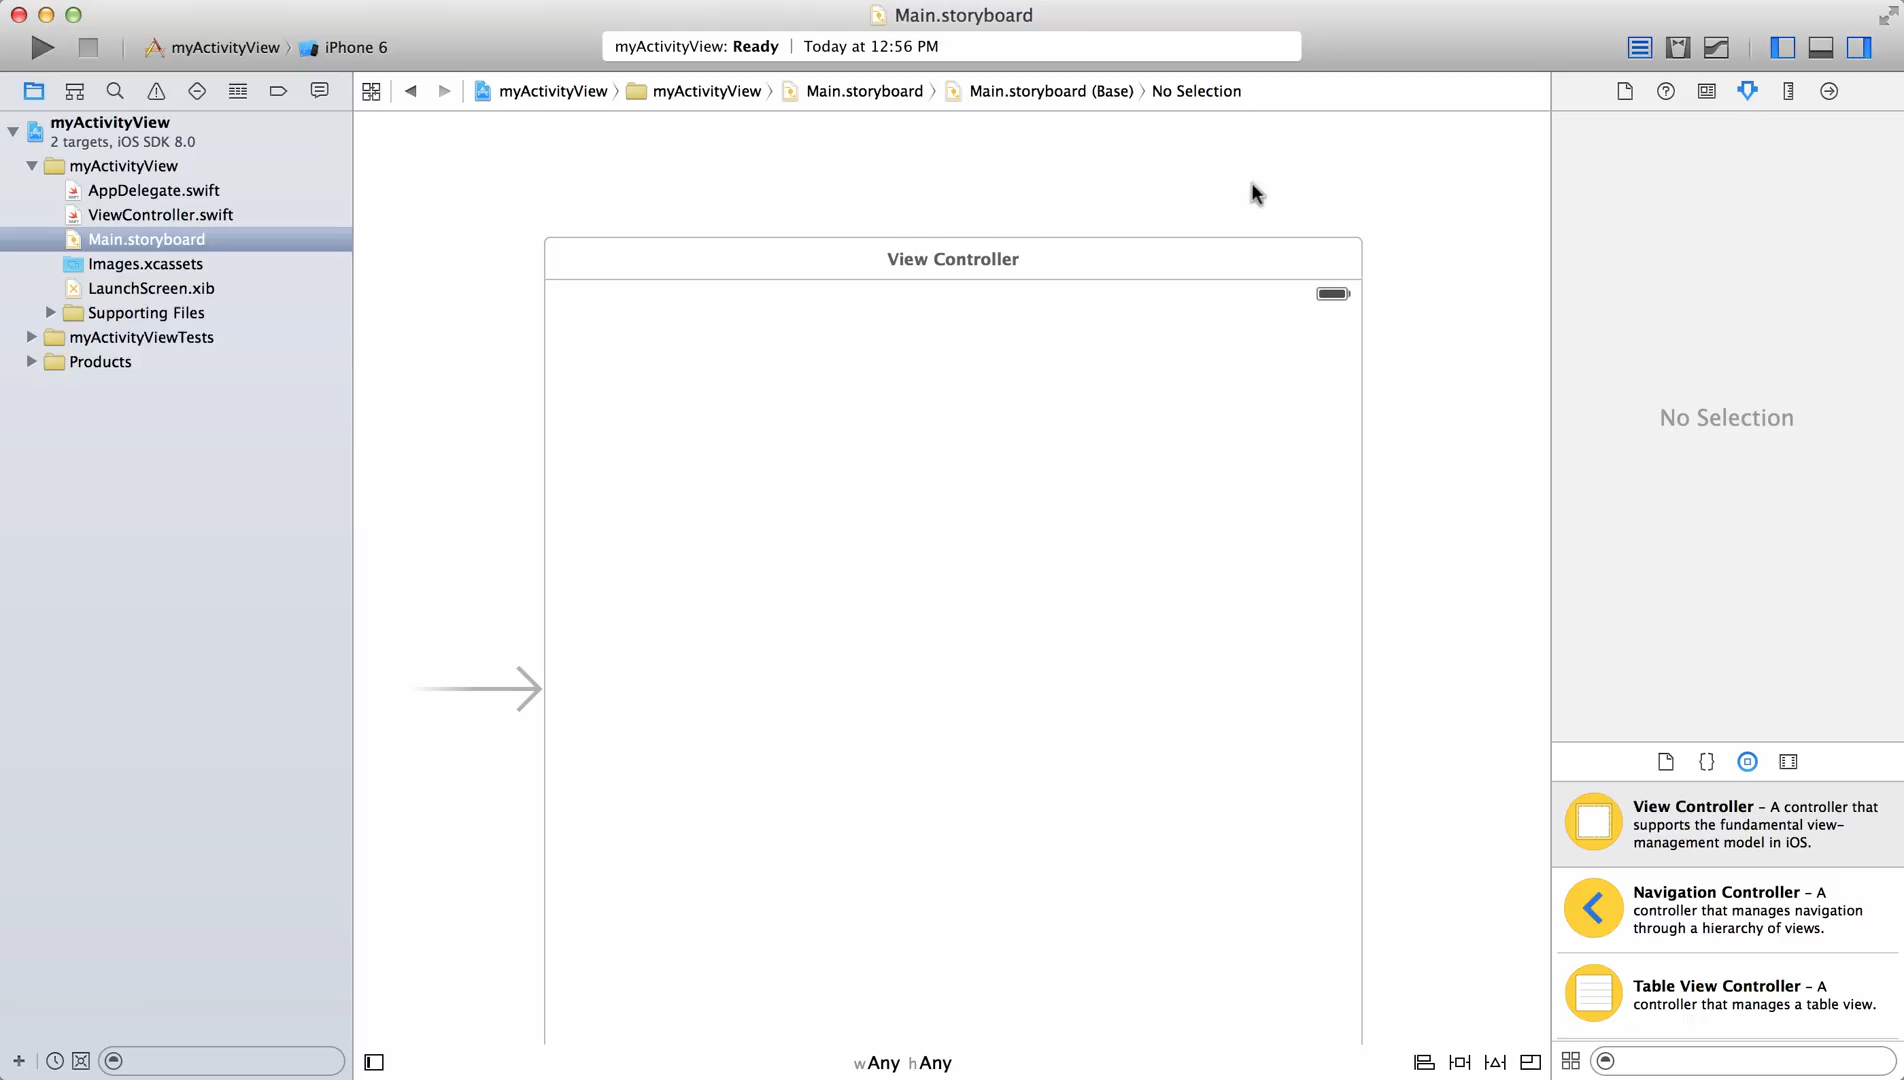 Main.storyboard
myActivityView
iPhone 6
myActivityView: Ready
Today at 12:56 PM
myActivityView
myActivityView
Main.storyboard
Main.storyboard (Base)
No Selection
myActivityView
2 targets, iOS SDK 8.0
myActivityView
AppDelegate.swift
ViewController.swift
Main.storyboard
Images.xcassets
LaunchScreen.xib
Supporting Files
myActivityViewTests
Products
View Controller
No Selection
View Controller – A controller that
supports the fundamental view-
management model in iOS.
Navigation Controller – A
controller that manages navigation
through a hierarchy of views.
Table View Controller – A
controller that manages a table view.
wAny hAny